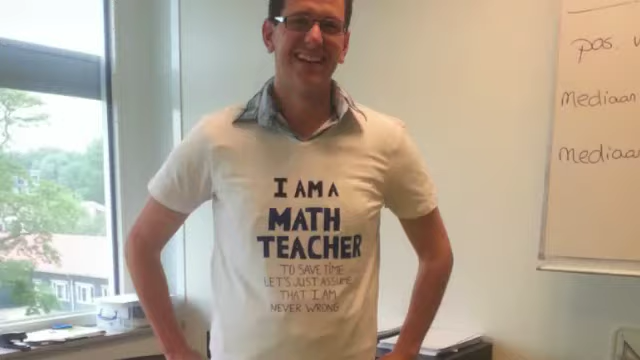 I AM A
MATH
TEACHER
TO SAVE TIME
LET'S JUST ASSUME
THAT I AM
NEVER WRONG
pos.
Mediaan
Mediaan